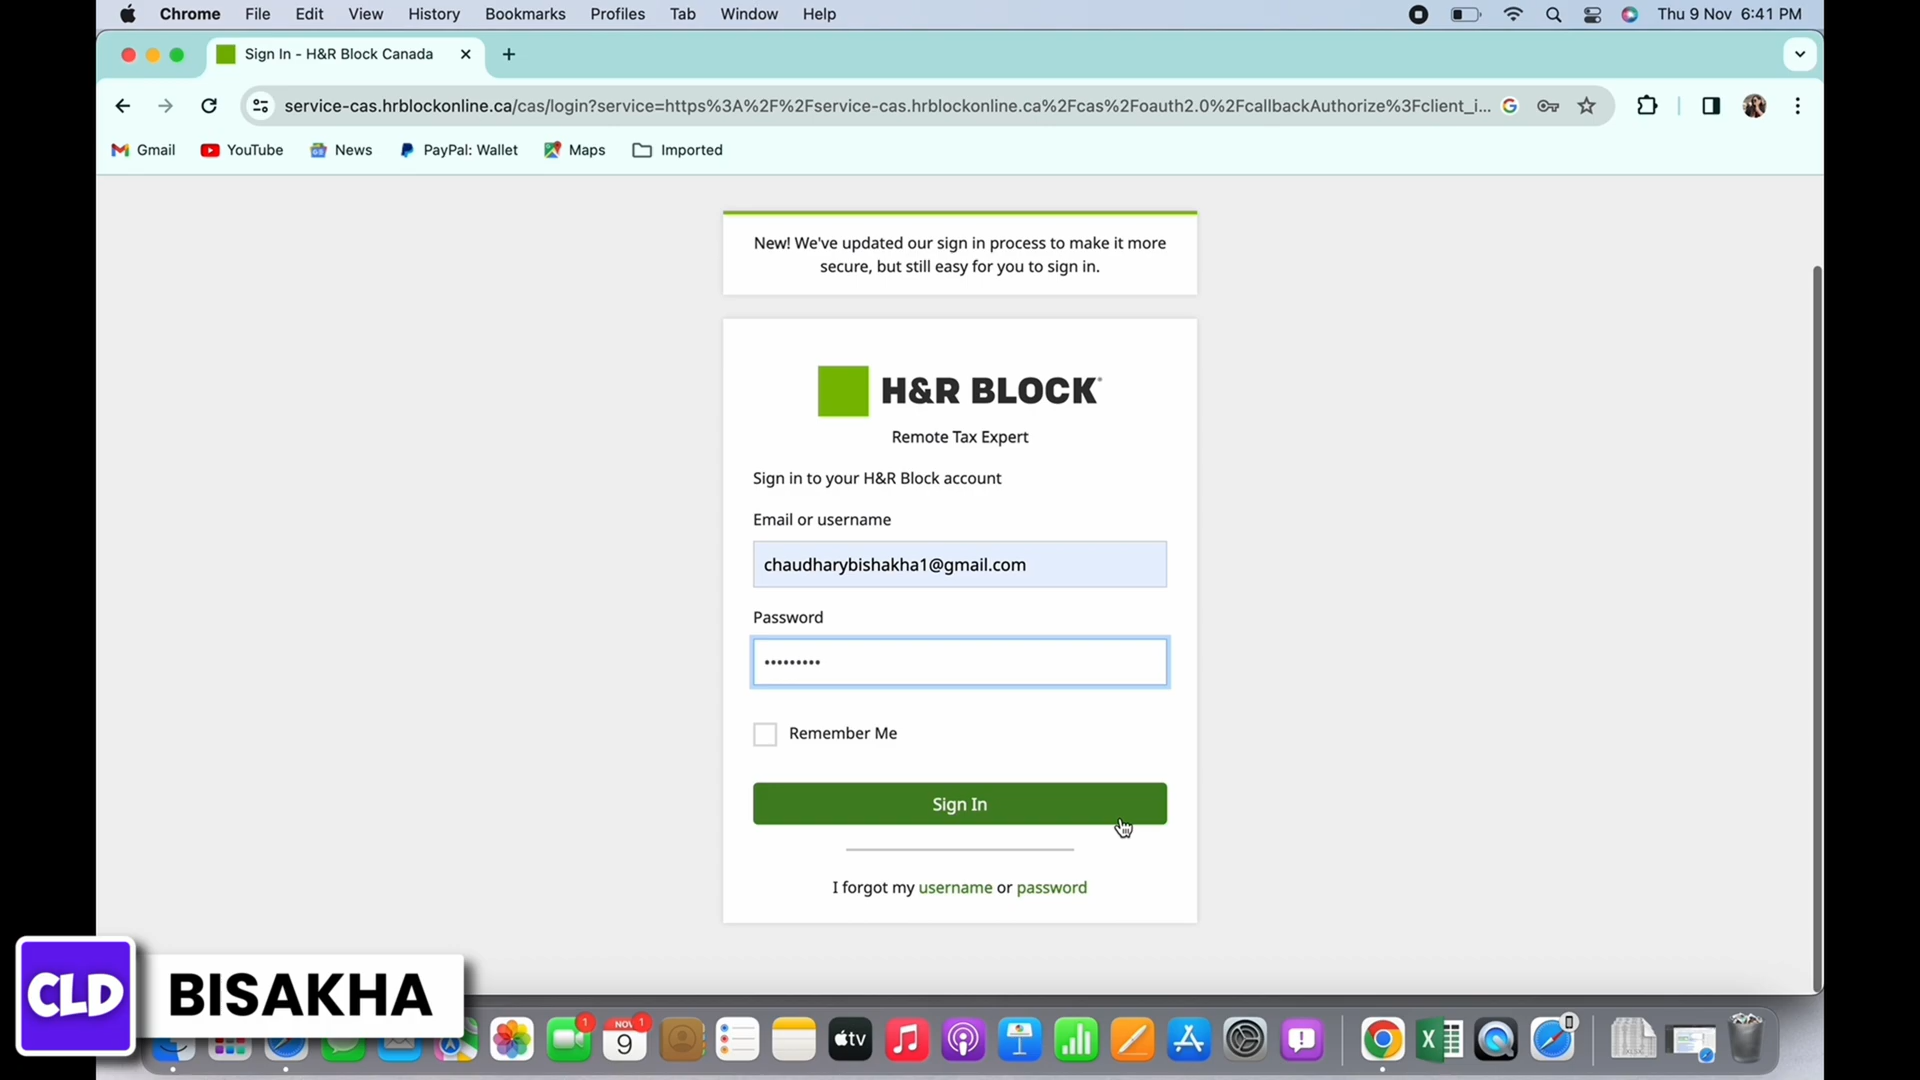 Chrome File Edit View History Bookmarks Profiles Tab Window Help Thu 9 Nov 6:41 PM
Sign In - H&R Block Canada
service-cas.hrblockonline.ca/cas/login?service=https%3A%2F%2Fservice-cas.hrblockonline.ca%2Fcas%2Foauth2.0%2FcallbackAuthorize%3Fclient_i...
Gmail YouTube News PayPal: Wallet Maps Imported
New! We've updated our sign in process to make it more
secure, but still easy for you to sign in.
H&R BLOCK
Remote Tax Expert
Sign in to your H&R Block account
Email or username
chaudharybishakha1@gmail.com
Password
Remember Me
Sign In
I forgot my username or password
CLD BISAKHA
1 NOV 1 9 tv